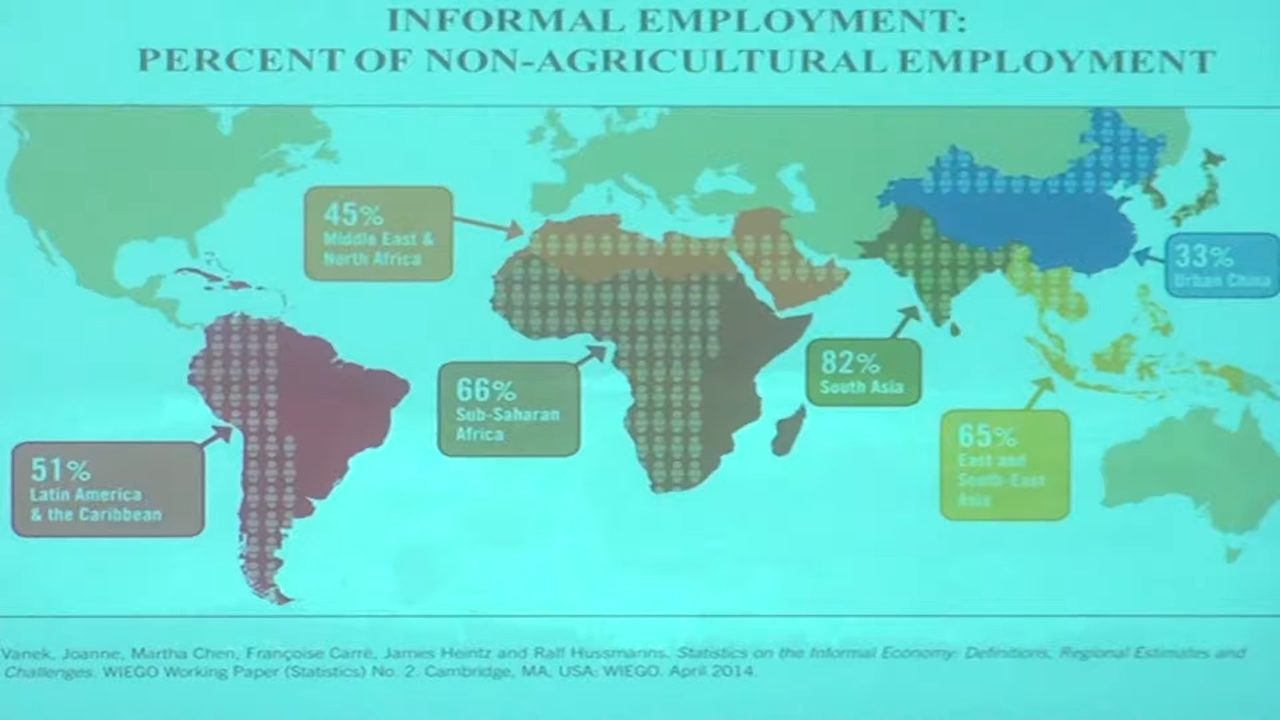 INFORMAL EMPLOYMENT:
PERCENT OF NON-AGRICULTURAL EMPLOYMENT
45%
Middle East &
North Africa
33%
Urban China
82%
South Asia
66%
Sub-Saharan
Africa
65%
East and
South-East
Asia
51%
Latin America
& the Caribbean
Vanek, Joanne, Martha Chen, Françoise Carré, James Heintz and Ralf Hussmanns. Statistics on the Informal Economy: Definitions, Regional Estimates and
Challenges. WIEGO Working Paper (Statistics) No. 2. Cambridge, MA, USA: WIEGO. April 2014.